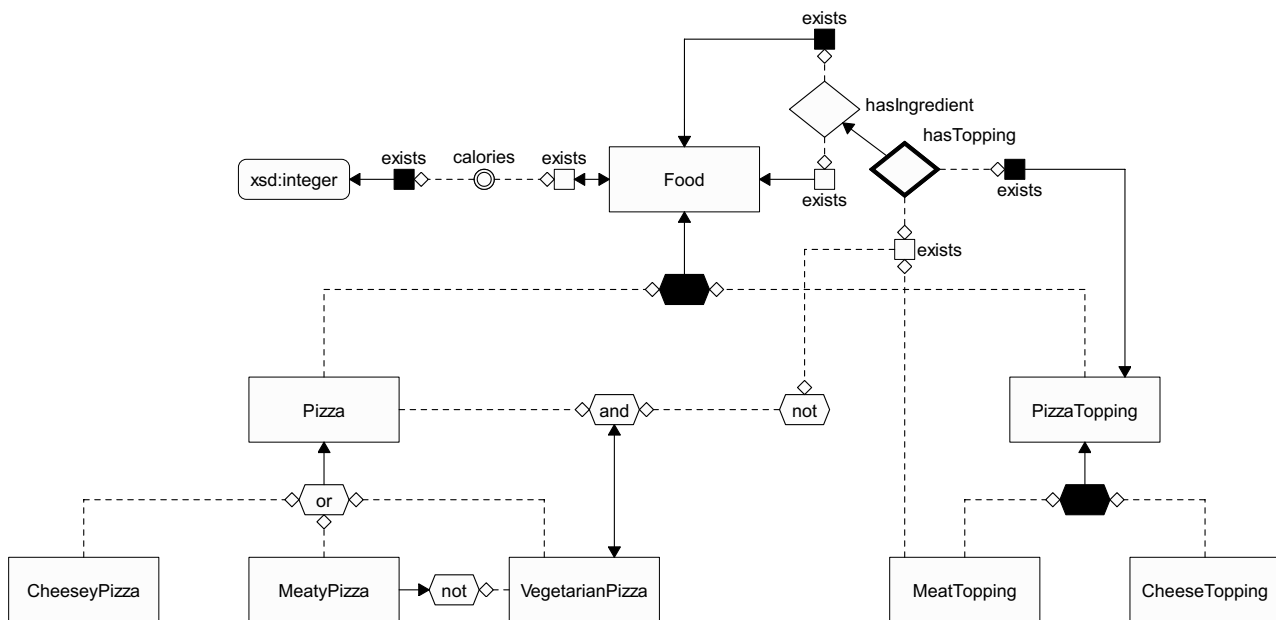 exists
hasIngredient
hasTopping
exists
calories
exists
xsd:integer
Food
exists
exists
exists
Pizza
and
not
PizzaTopping
or
CheeseyPizza
MeatyPizza
not
VegetarianPizza
MeatTopping
CheeseTopping